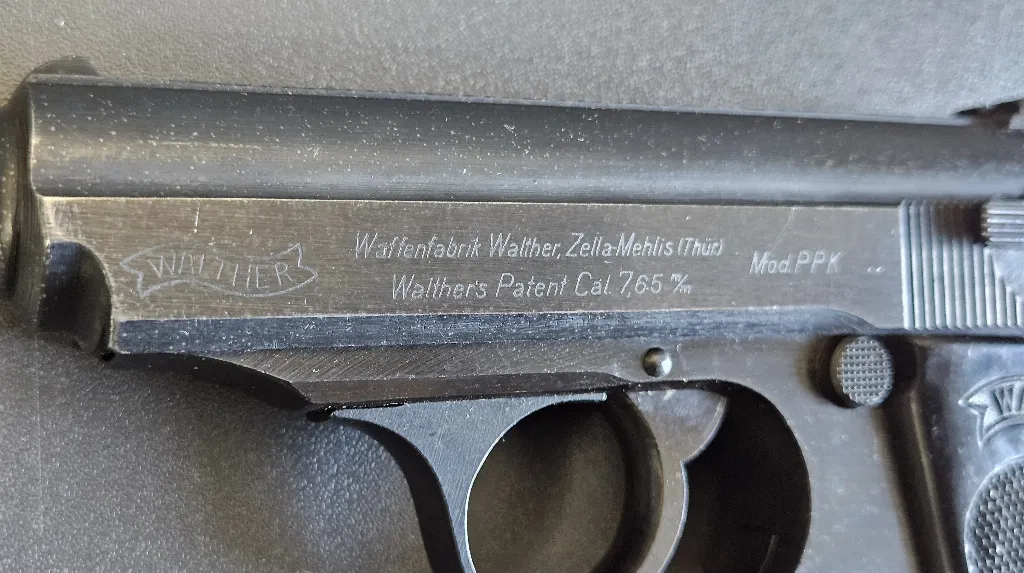 WALTHER
Waffenfabrik Walther, Zella-Mehlis (Thür)
Walther's Patent Cal. 7,65 m/m
Mod. PPK
W